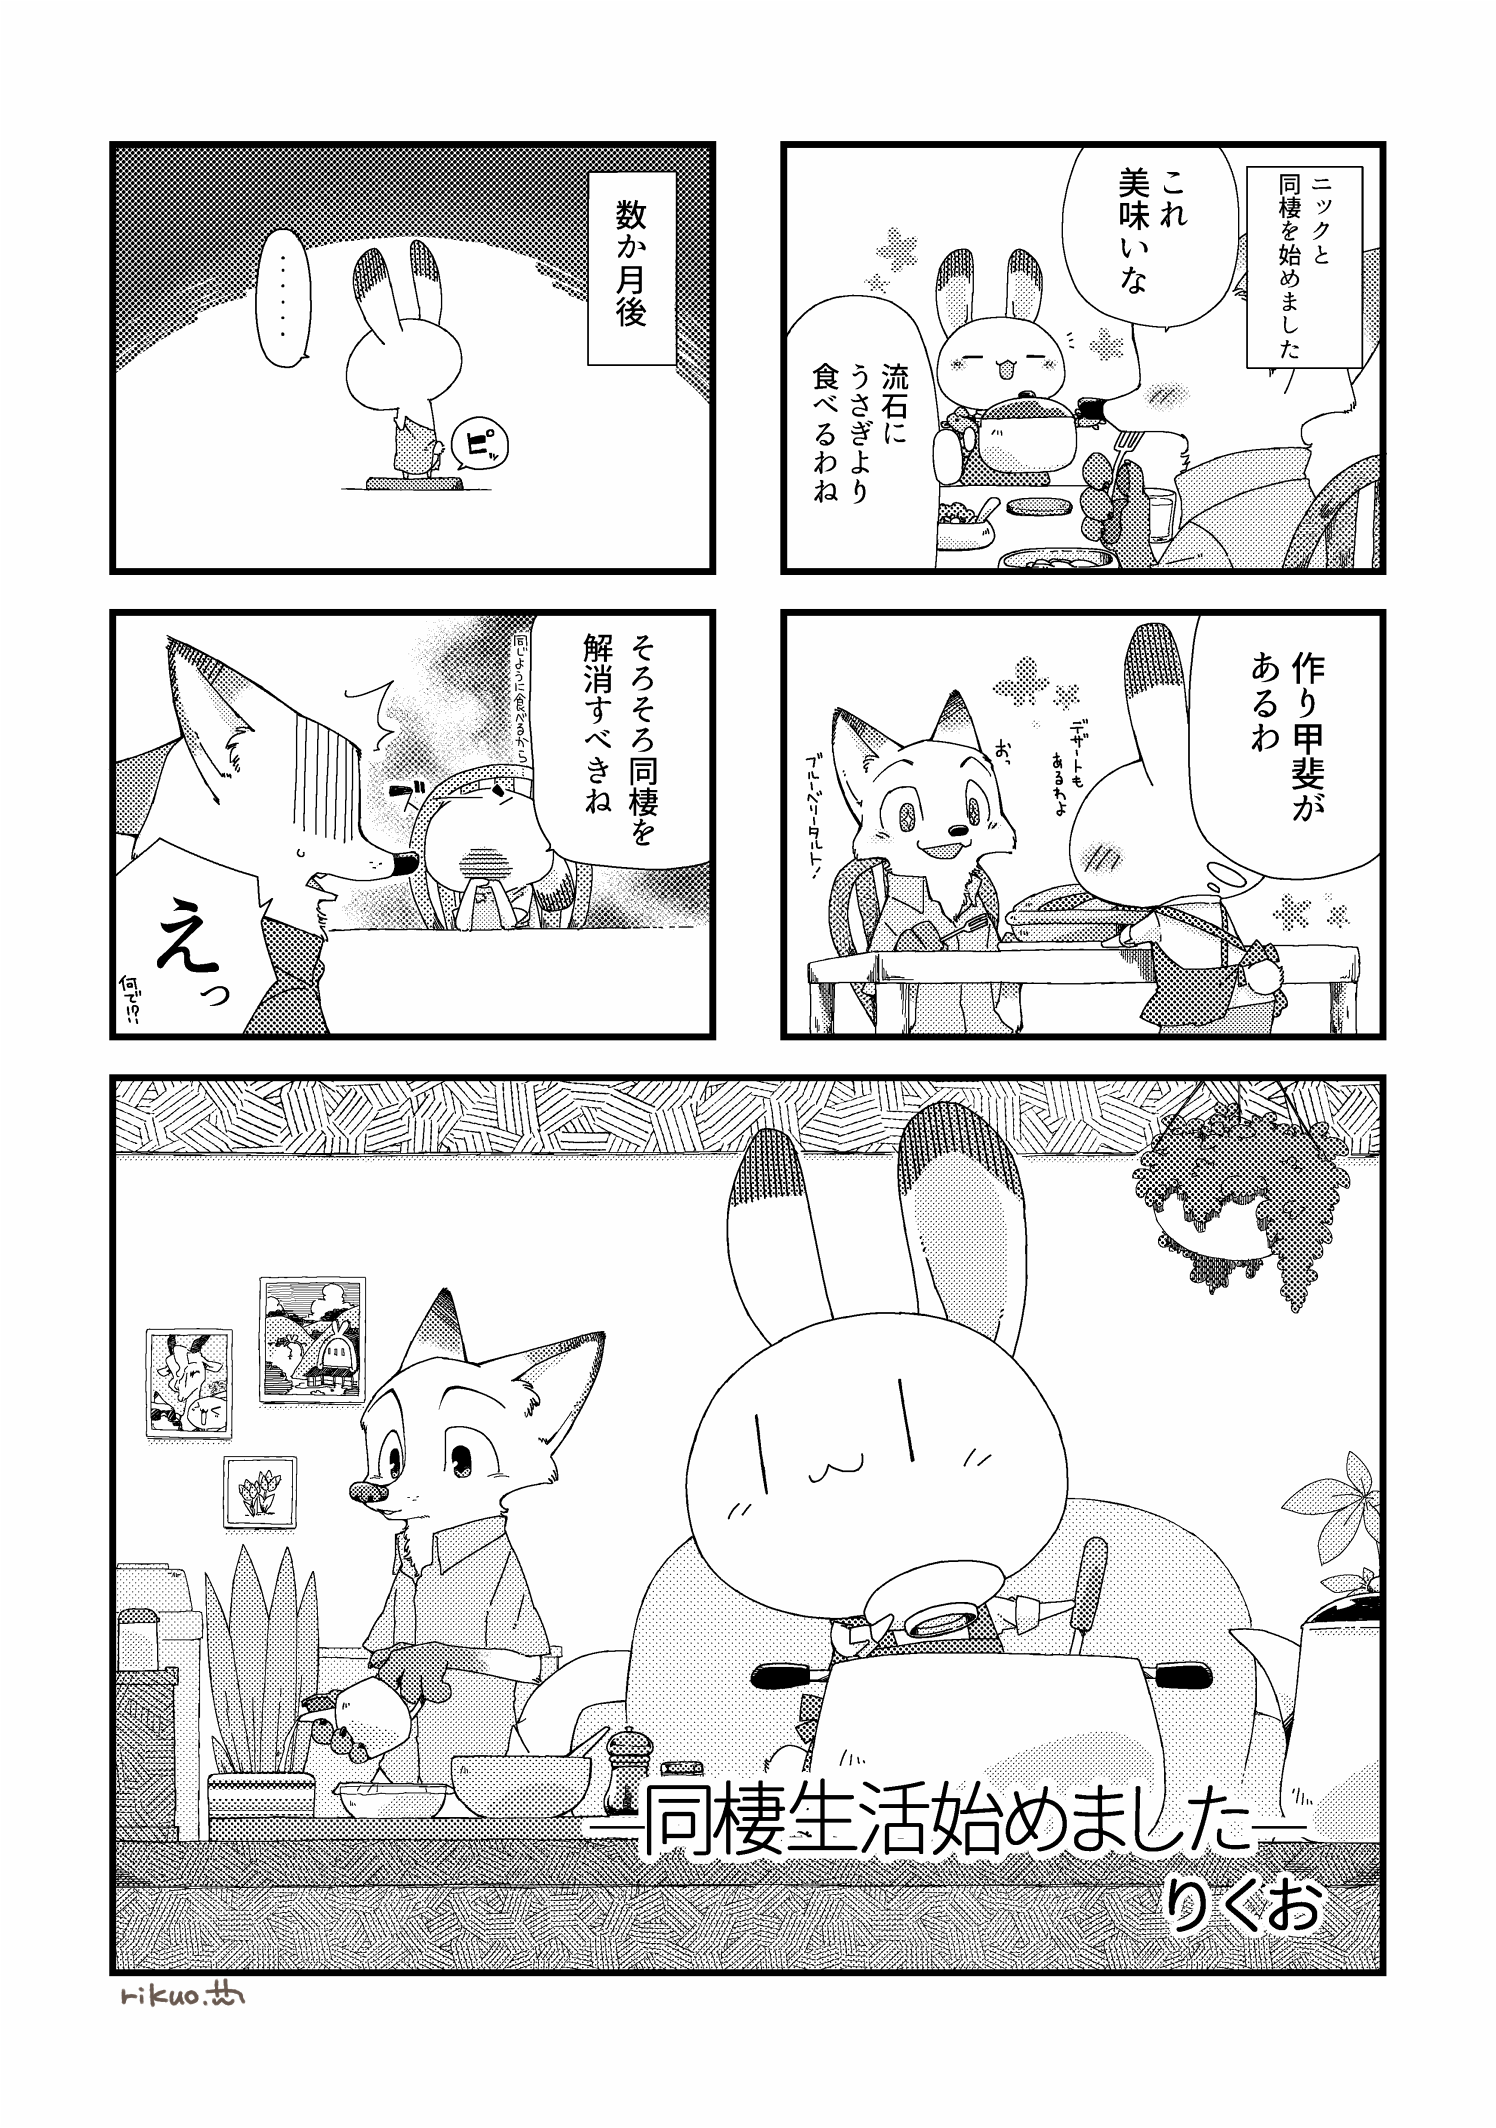 ニックと
同棲を始めました
これ
美味いな
流石に
うさぎより
食べるわね
作り甲斐が
あるわ
デザートも
あるわよ
おっ
ブルーベリータルト!
数か月後
......
ピッ
そろそろ同棲を
解消すべきね
同じように食べるから
えっ
何で!?
―同棲生活始めました―
りくお
rikuo.